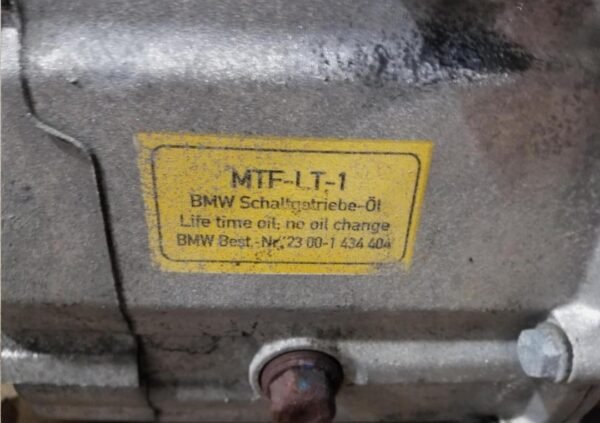 MTF-LT-1
BMW Schaltgetriebe-Öl
Life time oil; no oil change
BMW Best.-Nr. 23 00-1 434 404